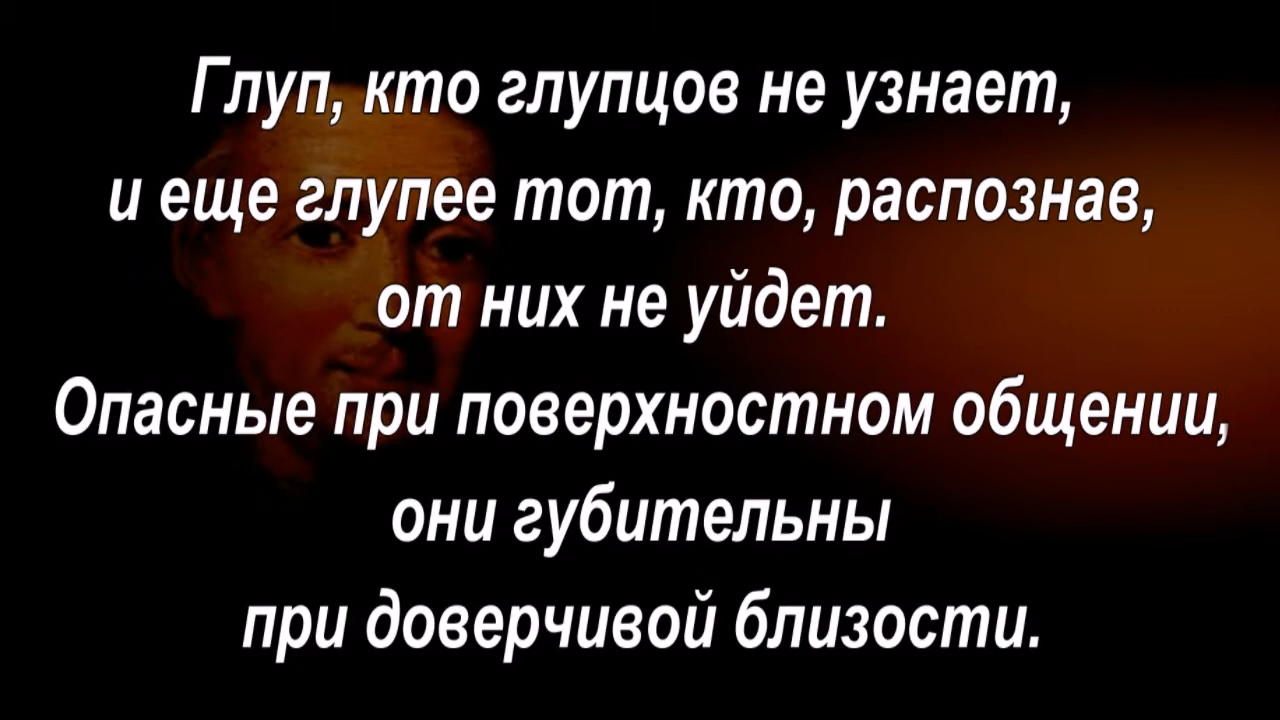 Глуп, кто глупцов не узнает,
и еще глупее тот, кто, распознав,
от них не уйдет.
Опасные при поверхностном общении,
они губительны
при доверчивой близости.